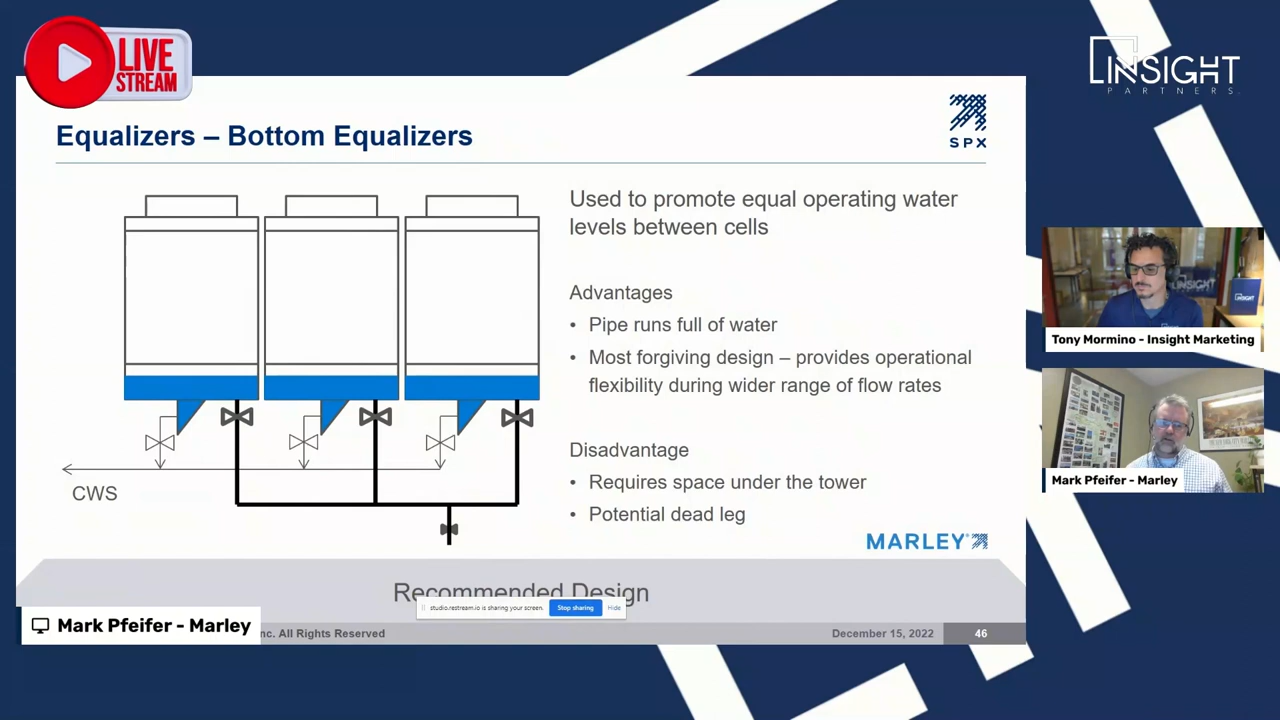 LIVE
STREAM
INSIGHT
PARTNERS
Equalizers – Bottom Equalizers
SPX
Used to promote equal operating water
levels between cells
Advantages
• Pipe runs full of water
• Most forgiving design – provides operational
flexibility during wider range of flow rates
Disadvantage
• Requires space under the tower
• Potential dead leg
CWS
MARLEY
Recommended Design
studio.restream.io is sharing your screen.
Stop sharing
Hide
Mark Pfeifer - Marley
nc. All Rights Reserved
December 15, 2022
46
INSIGHT
Tony Mormino - Insight Marketing
Mark Pfeifer - Marley